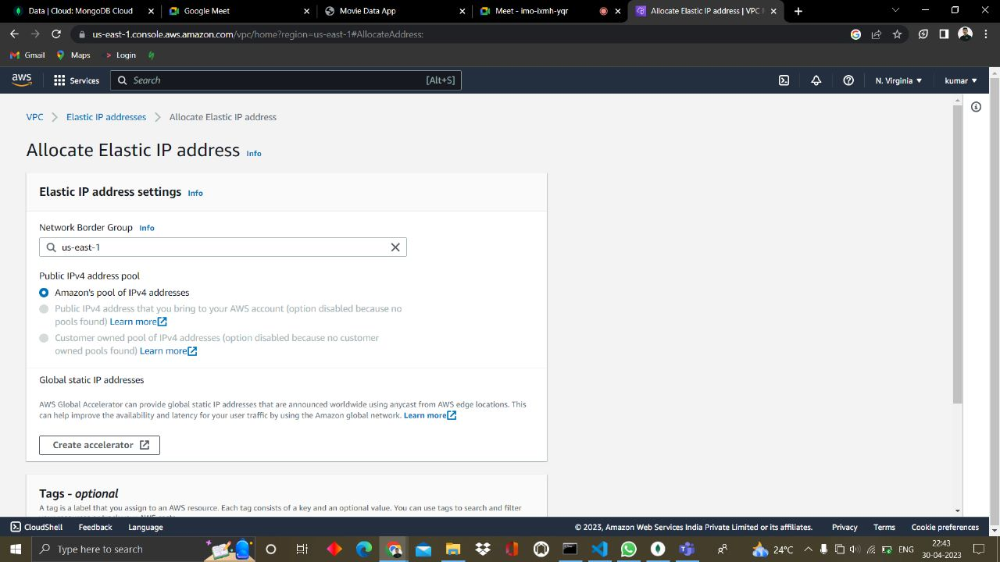 Data | Cloud: MongoDB Cloud
Google Meet
Movie Data App
Meet - imo-ixmh-yqr
Allocate Elastic IP address | VPC
us-east-1.console.aws.amazon.com/vpc/home?region=us-east-1#AllocateAddress:
Gmail
Maps
Login
aws
Services
Search
[Alt+S]
N. Virginia
kumar
VPC
Elastic IP addresses
Allocate Elastic IP address
Allocate Elastic IP address Info
Elastic IP address settings Info
Network Border Group Info
us-east-1
Public IPv4 address pool
Amazon's pool of IPv4 addresses
Public IPv4 address that you bring to your AWS account (option disabled because no
pools found) Learn more
Customer owned pool of IPv4 addresses (option disabled because no customer
owned pools found) Learn more
Global static IP addresses
AWS Global Accelerator can provide global static IP addresses that are announced worldwide using anycast from AWS edge locations. This
can help improve the availability and latency for your user traffic by using the Amazon global network. Learn more
Create accelerator
Tags - optional
A tag is a label that you assign to an AWS resource. Each tag consists of a key and an optional value. You can use tags to search and filter
CloudShell
Feedback
Language
© 2023, Amazon Web Services India Private Limited or its affiliates.
Privacy
Terms
Cookie preferences
Type here to search
24°C
ENG
22:43
30-04-2023